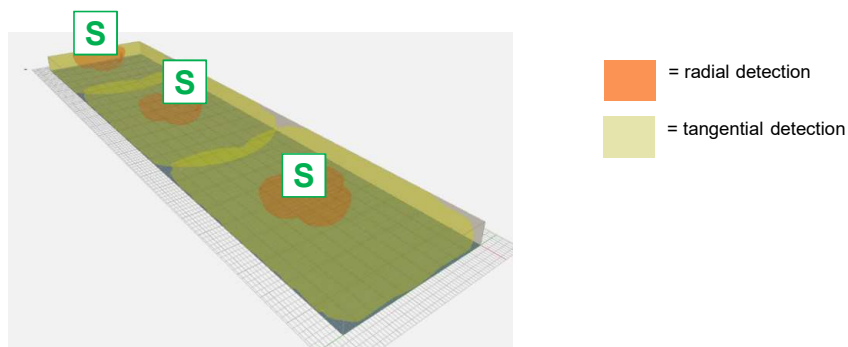 S
S
S
= radial detection
= tangential detection